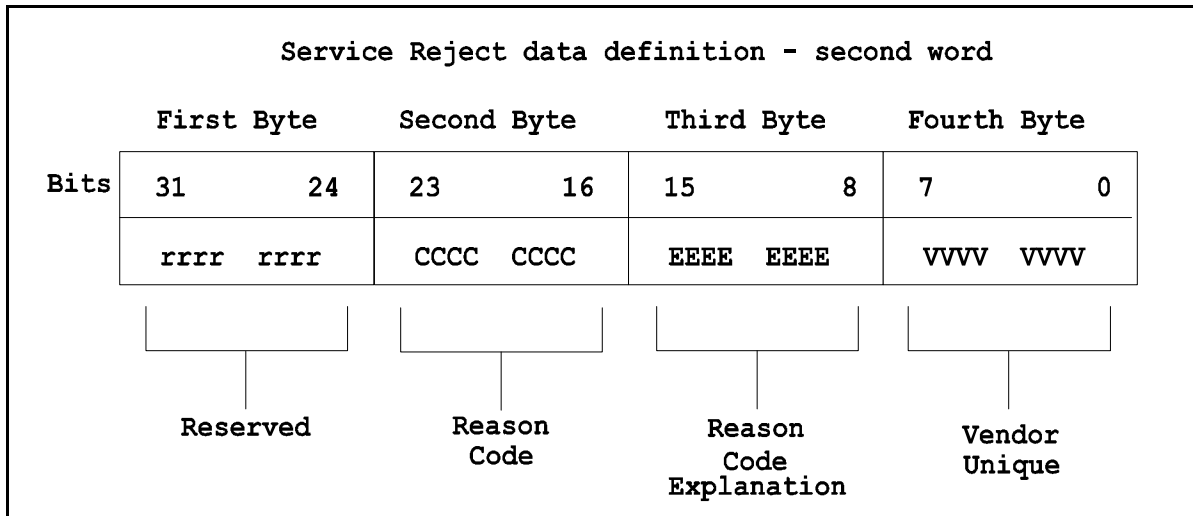 Service Reject data definition - second word
First Byte Second Byte Third Byte Fourth Byte
Bits 31 24 23 16 15 8 7 0
rrrr rrrr CCCC CCCC EEEE EEEE VVVV VVVV
Reserved
Reason
Code
Reason
Code
Explanation
Vendor
Unique